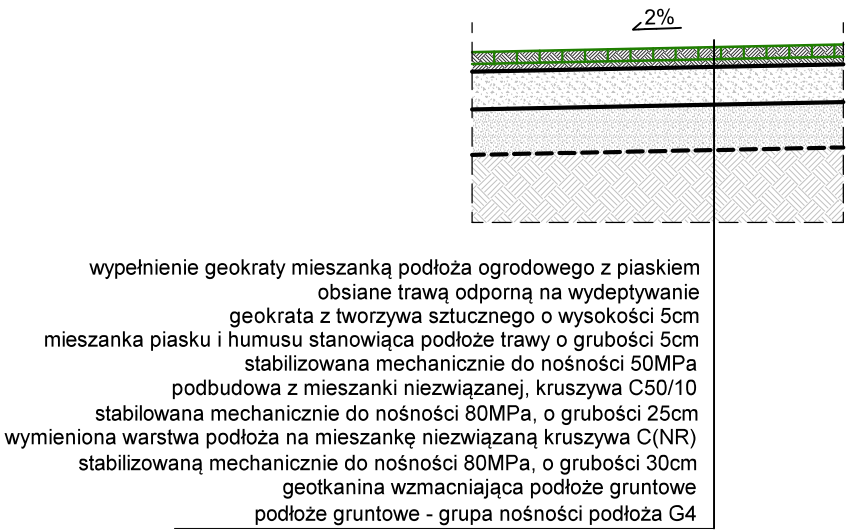 2%
wypełnienie geokraty mieszanką podłoża ogrodowego z piaskiem
obsiane trawą odporną na wydeptywanie
geokrata z tworzywa sztucznego o wysokości 5cm
mieszanka piasku i humusu stanowiąca podłoże trawy o grubości 5cm
stabilizowana mechanicznie do nośności 50MPa
podbudowa z mieszanki niezwiązanej, kruszywa C50/10
stabilowana mechanicznie do nośności 80MPa, o grubości 25cm
wymieniona warstwa podłoża na mieszankę niezwiązaną kruszywa C(NR)
stabilizowaną mechanicznie do nośności 80MPa, o grubości 30cm
geotkanina wzmacniająca podłoże gruntowe
podłoże gruntowe - grupa nośności podłoża G4